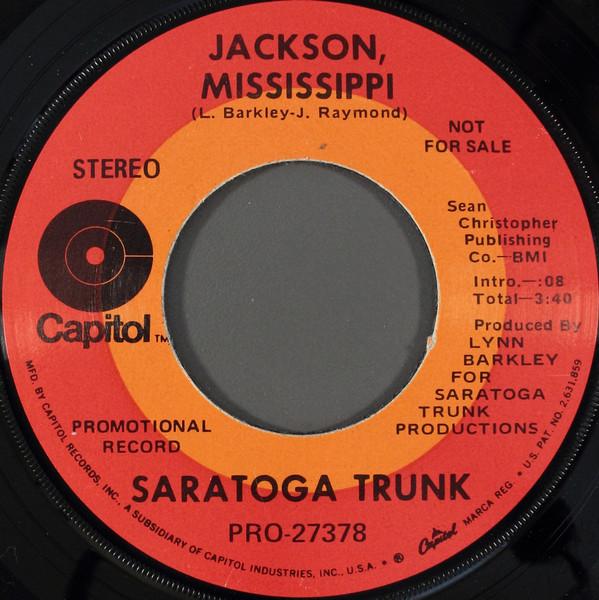 JACKSON,
MISSISSIPPI
(L. Barkley-J. Raymond)
NOT
FOR SALE
STEREO
Sean
Christopher
Publishing
Co.—BMI
Intro.—:08
Total—3:40
Capitol TM
Produced By
LYNN
BARKLEY
FOR
SARATOGA
TRUNK
PRODUCTIONS
PROMOTIONAL
RECORD
SARATOGA TRUNK
PRO-27378
MFD. BY CAPITOL RECORDS, INC., A SUBSIDIARY OF CAPITOL INDUSTRIES, INC., U.S.A. • ® Capitol MARCA REG. • U.S. PAT. NO. 2,631,859